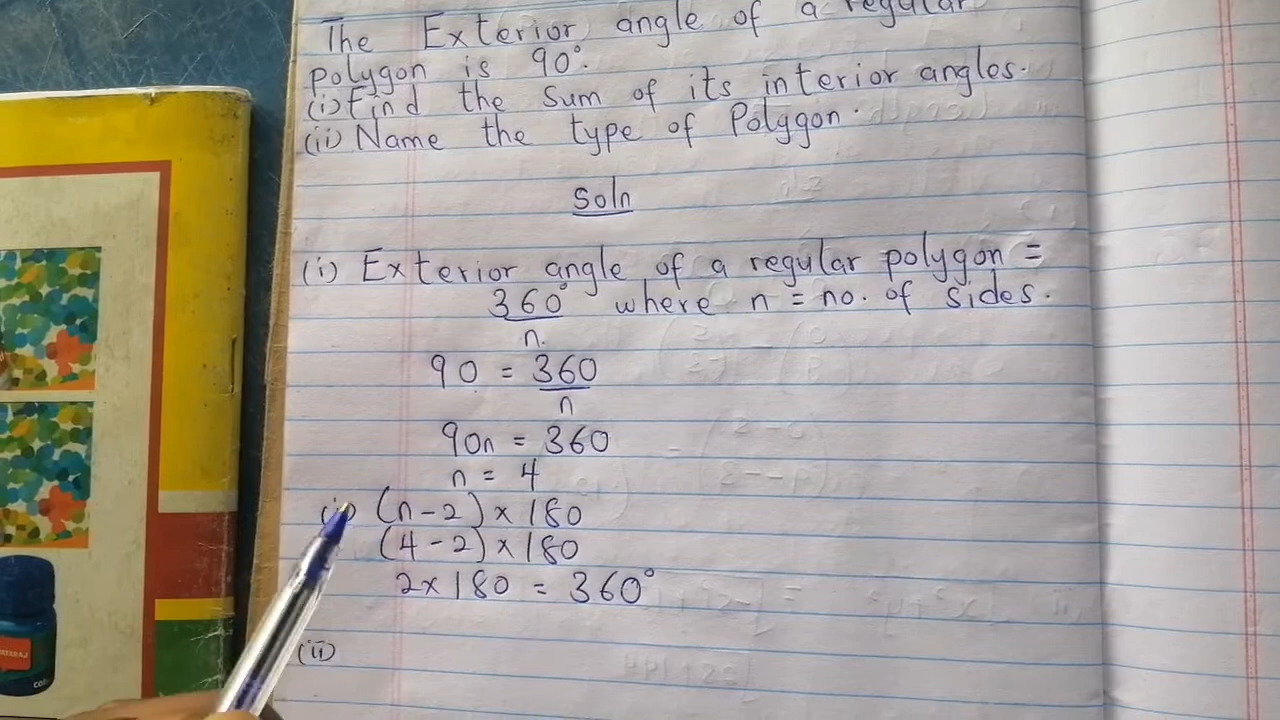 The Exterior angle of a regular
polygon is 90°.
(i) Find the sum of its interior angles.
(ii) Name the type of Polygon.
Soln
(i) Exterior angle of a regular polygon =
360° where n = no. of sides.
n.
90 = 360
n
90n = 360
n = 4
(n-2) × 180
(4-2) × 180
2 × 180 = 360°
(ii)